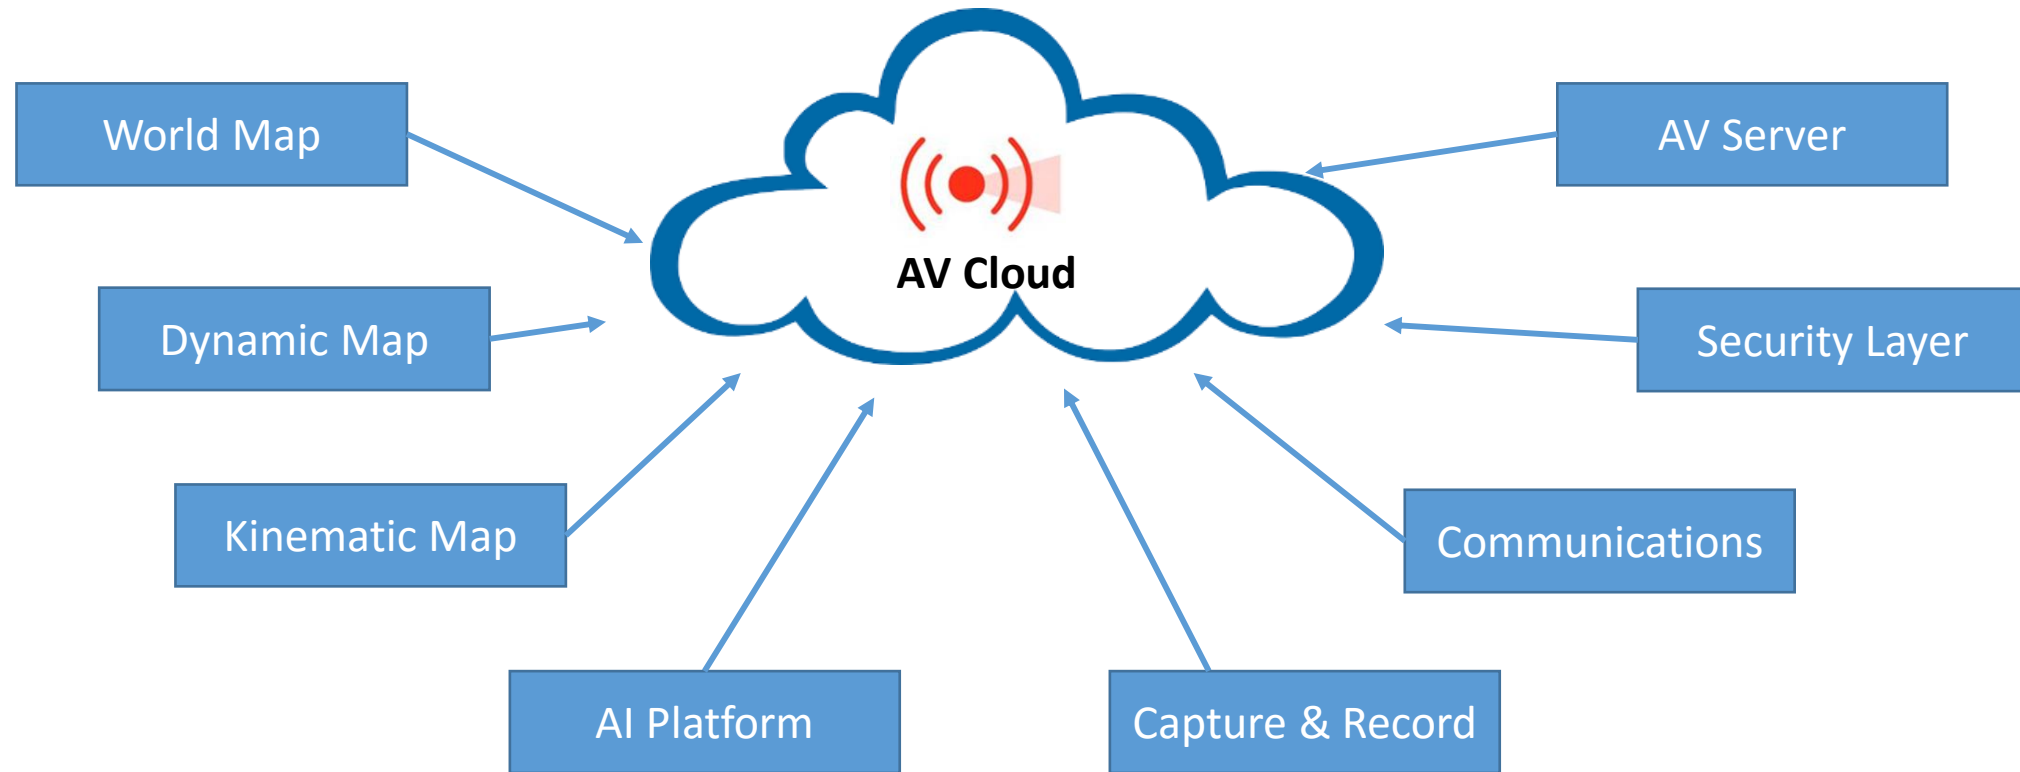 World Map
AV Server
AV Cloud
Dynamic Map
Security Layer
Kinematic Map
Communications
AI Platform
Capture & Record